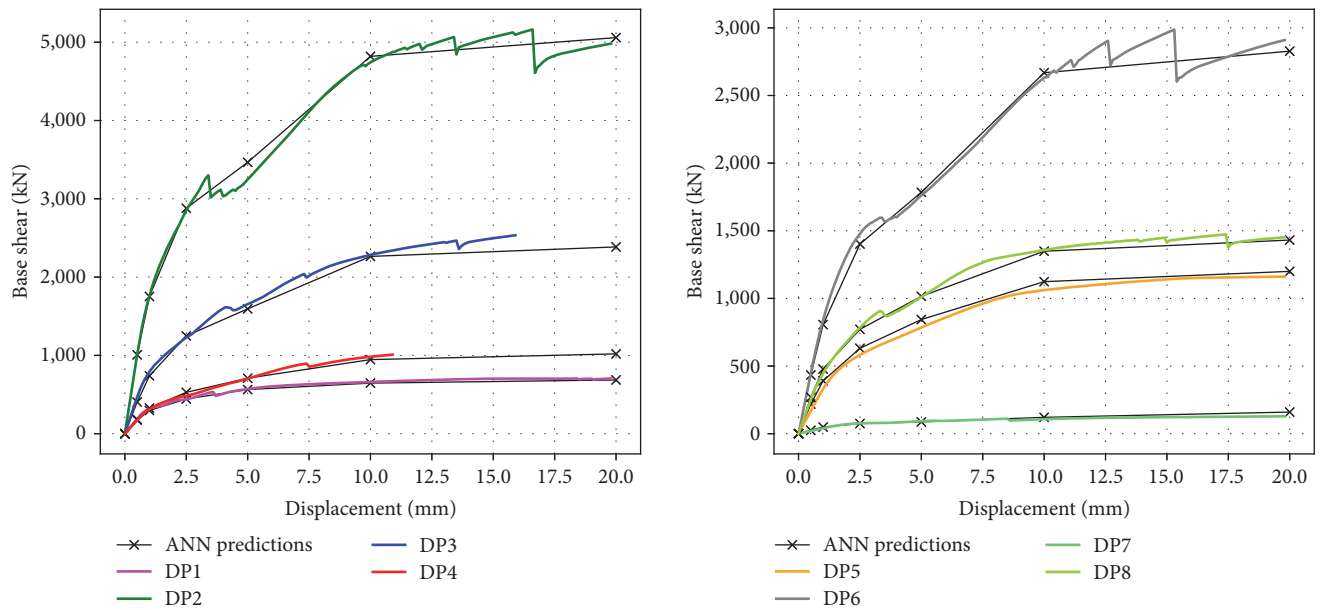 5,000
4,000
3,000
2,000
1,000
0
Base shear (kN)
0.0 2.5 5.0 7.5 10.0 12.5 15.0 17.5 20.0
Displacement (mm)
ANN predictions
DP1
DP2
DP3
DP4
3,000
2,500
2,000
1,500
1,000
500
0
Base shear (kN)
0.0 2.5 5.0 7.5 10.0 12.5 15.0 17.5 20.0
Displacement (mm)
ANN predictions
DP5
DP6
DP7
DP8